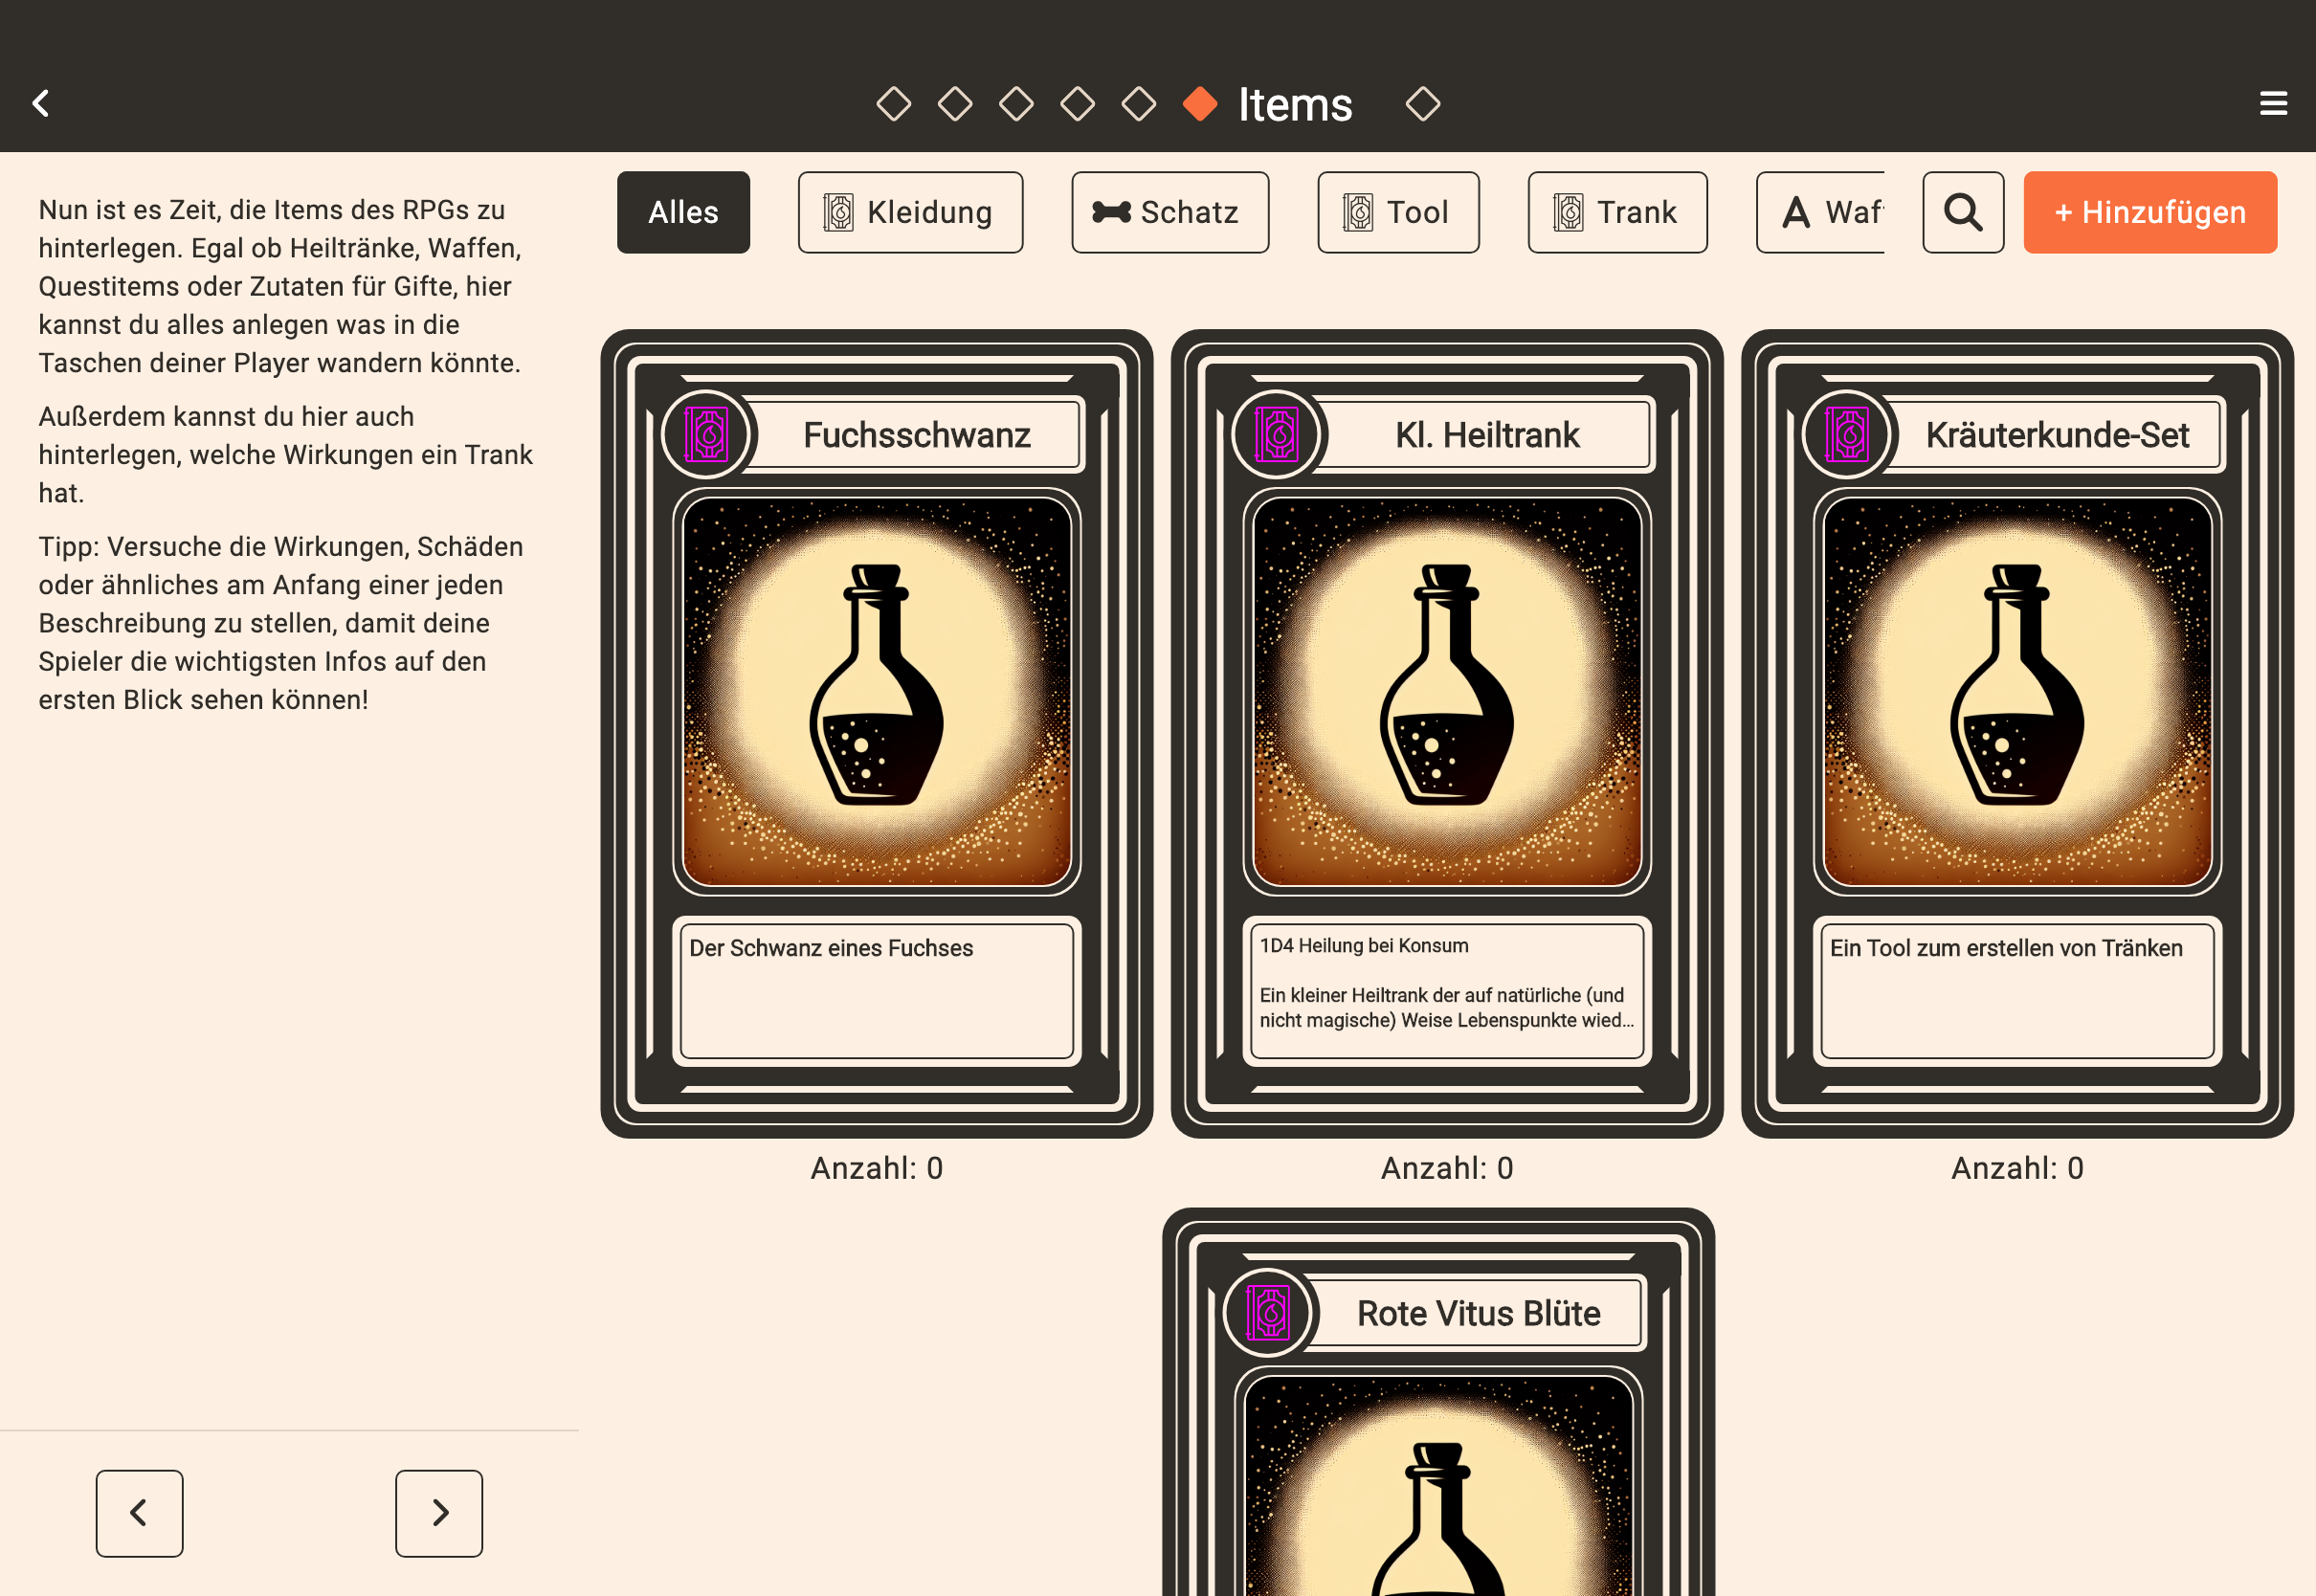 Items
Nun ist es Zeit, die Items des RPGs zu
hinterlegen. Egal ob Heiltränke, Waffen,
Questitems oder Zutaten für Gifte, hier
kannst du alles anlegen was in die
Taschen deiner Player wandern könnte.
Außerdem kannst du hier auch
hinterlegen, welche Wirkungen ein Trank
hat.
Tipp: Versuche die Wirkungen, Schäden
oder ähnliches am Anfang einer jeden
Beschreibung zu stellen, damit deine
Spieler die wichtigsten Infos auf den
ersten Blick sehen können!
Alles
Kleidung
Schatz
Tool
Trank
A Waf
+ Hinzufügen
Fuchsschwanz
Der Schwanz eines Fuchses
Anzahl: 0
Kl. Heiltrank
1D4 Heilung bei Konsum
Ein kleiner Heiltrank der auf natürliche (und
nicht magische) Weise Lebenspunkte wied...
Anzahl: 0
Kräuterkunde-Set
Ein Tool zum erstellen von Tränken
Anzahl: 0
Rote Vitus Blüte